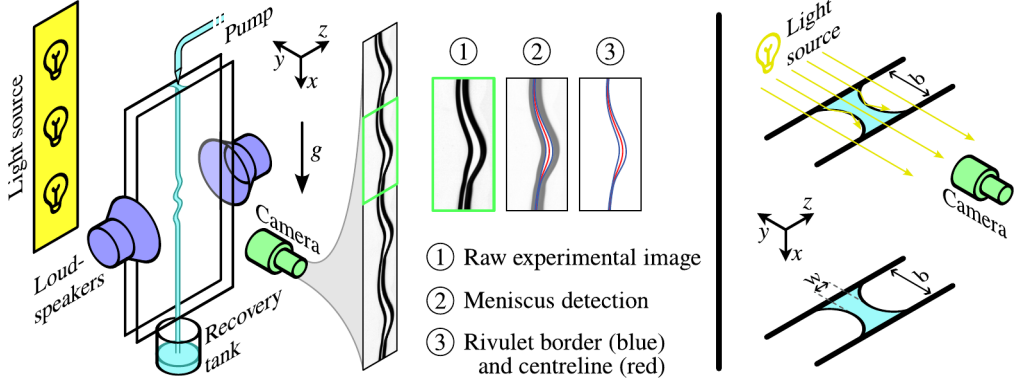 Light source
Pump
z
y
x
g
Loud-
speakers
Camera
Recovery
tank
1
2
3
1 Raw experimental image
2 Meniscus detection
3 Rivulet border (blue)
and centreline (red)
Light
source
b
Camera
z
y
x
w
b